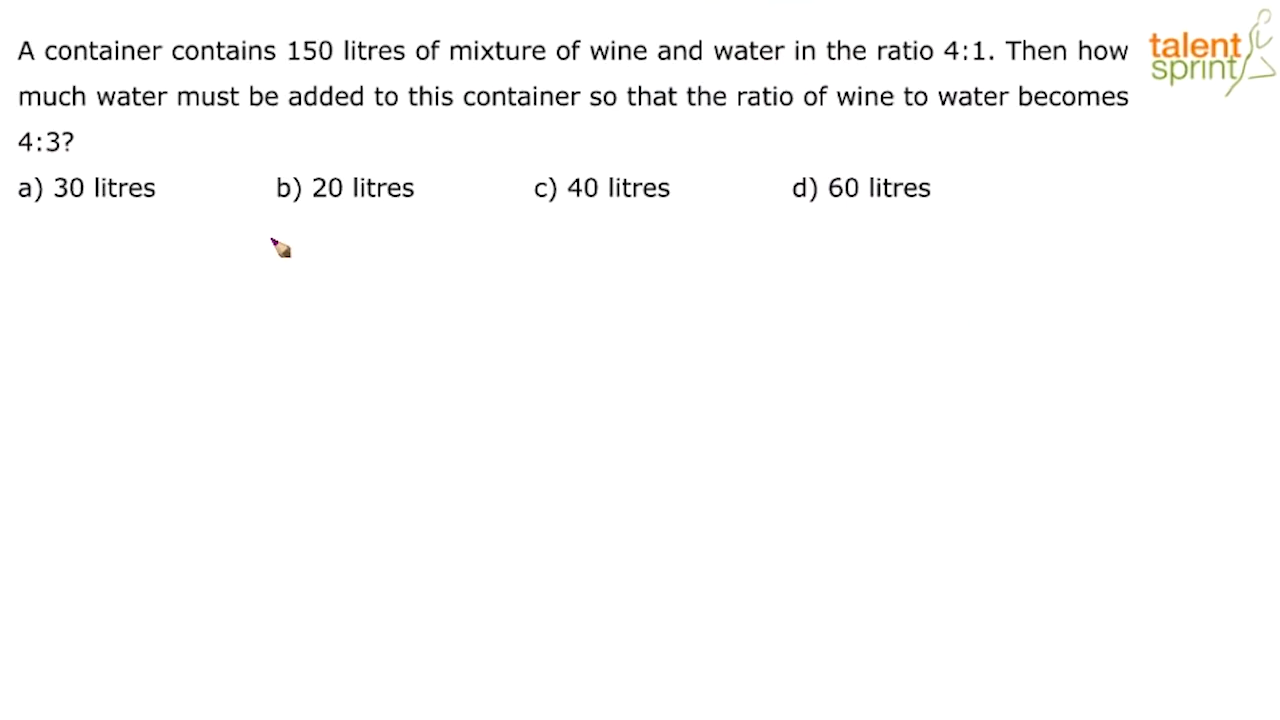 A container contains 150 litres of mixture of wine and water in the ratio 4:1. Then how
much water must be added to this container so that the ratio of wine to water becomes
4:3?
a) 30 litres b) 20 litres c) 40 litres d) 60 litres
talent
sprint